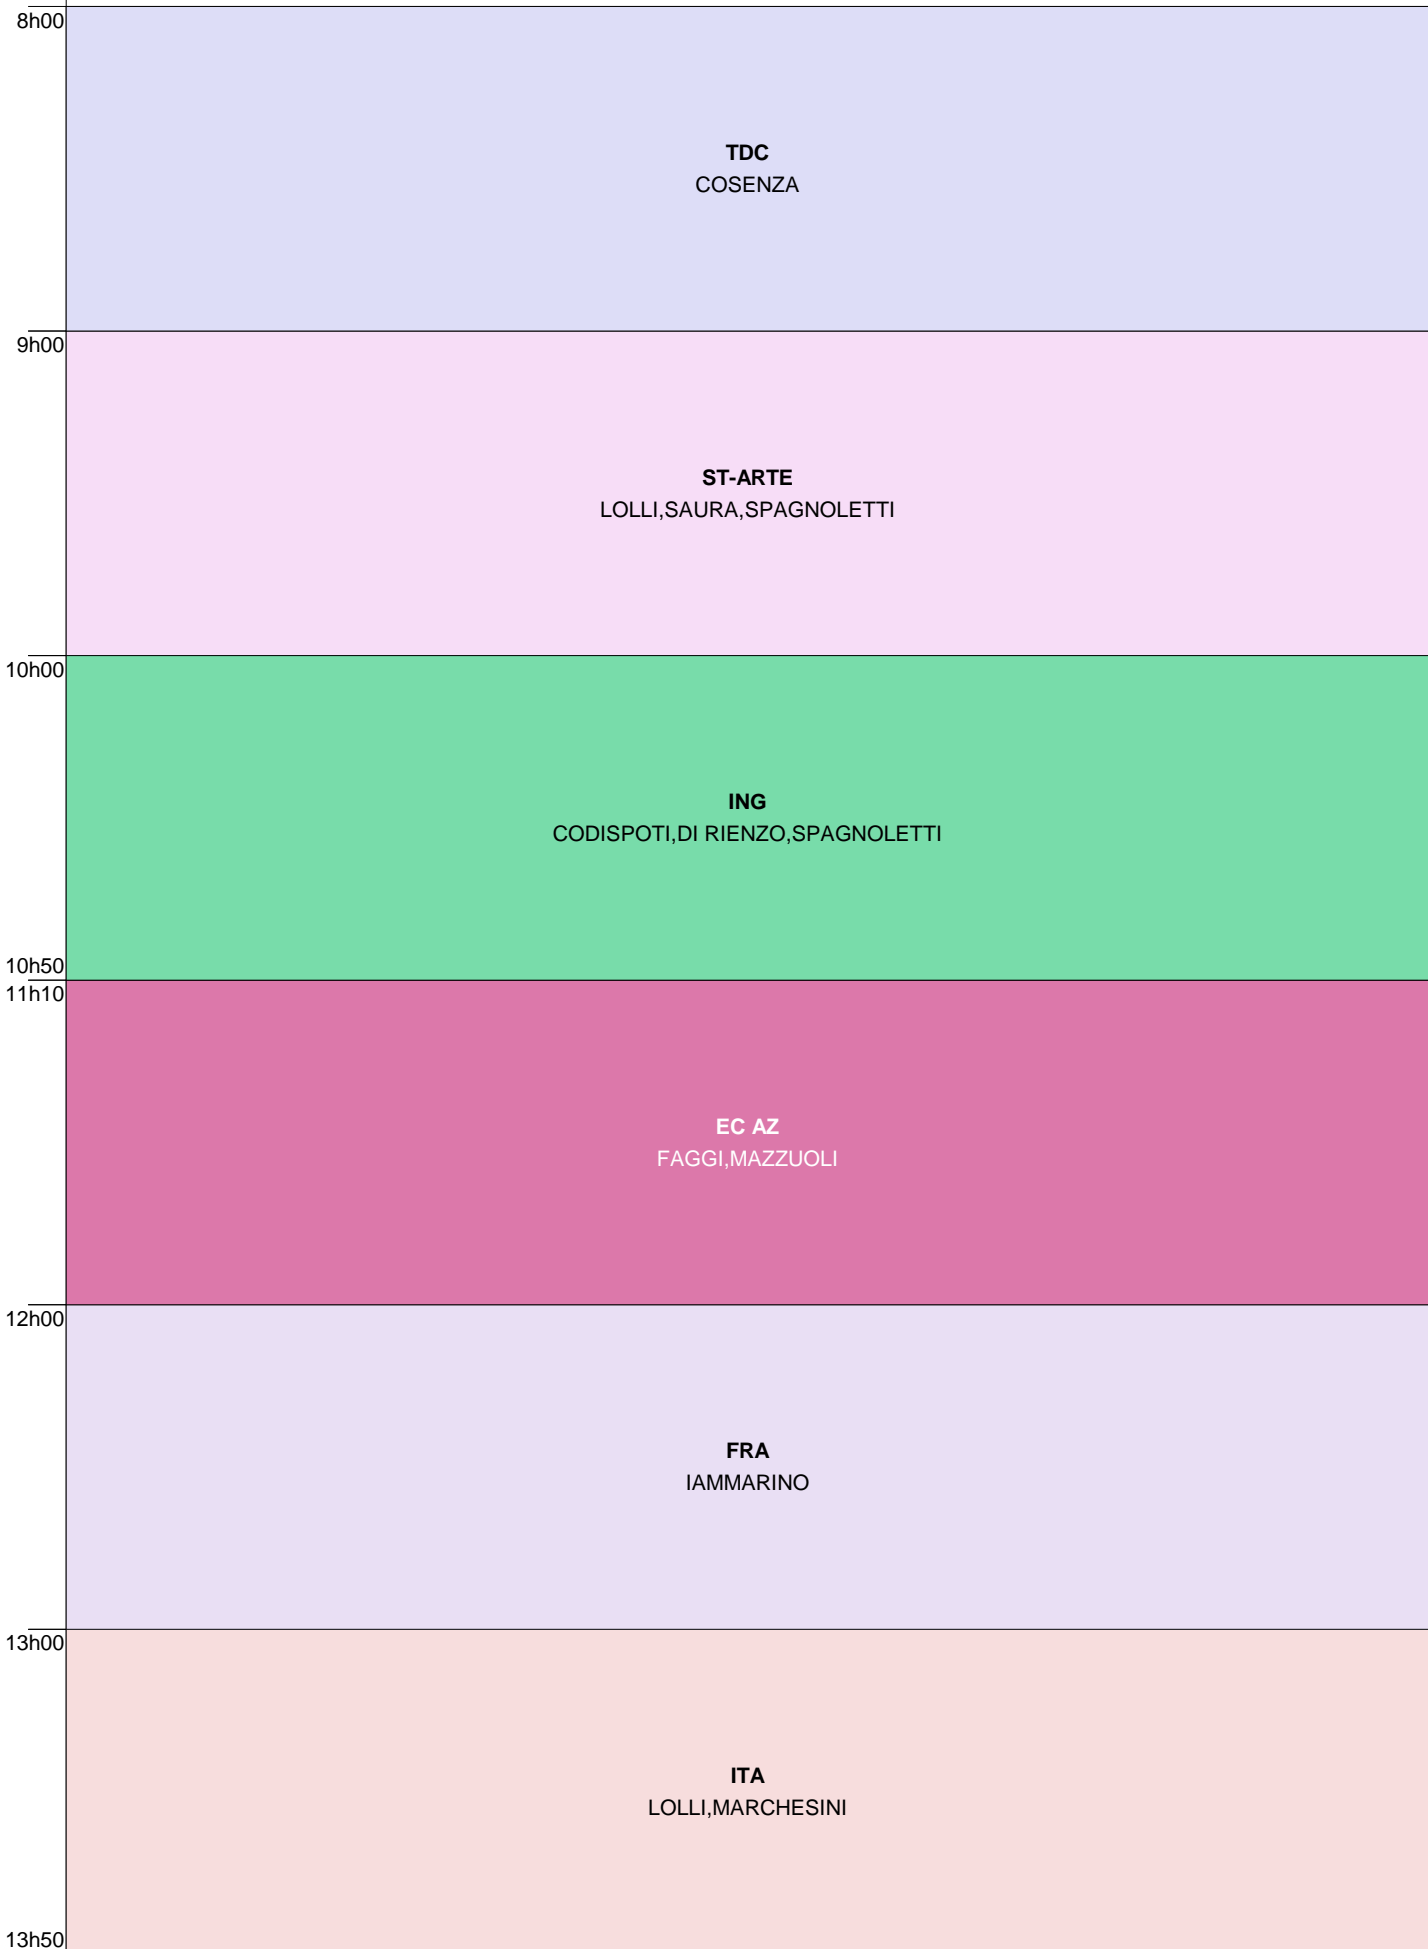 8h00
TDC
COSENZA
9h00
ST-ARTE
LOLLI,SAURA,SPAGNOLETTI
10h00
ING
CODISPOTI,DI RIENZO,SPAGNOLETTI
10h50
11h10
EC AZ
FAGGI,MAZZUOLI
12h00
FRA
IAMMARINO
13h00
ITA
LOLLI,MARCHESINI
13h50